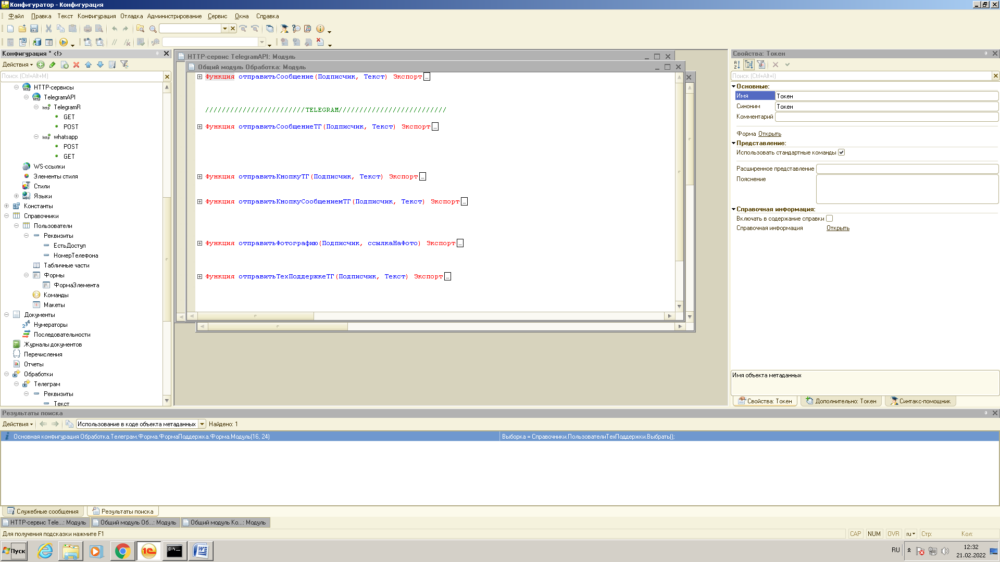 Конфигуратор - Конфигурация
Файл Правка Текст Конфигурация Отладка Администрирование Сервис Окна Справка
Конфигурация * <!>
Действия
Поиск (Ctrl+Alt+M)
HTTP-сервисы
TelegramAPI
TelegramR
GET
POST
whatsapp
POST
GET
WS-ссылки
Элементы стиля
Стили
Языки
Константы
Справочники
Пользователи
Реквизиты
ЕстьДоступ
НомерТелефона
Табличные части
Формы
ФормаЭлемента
Команды
Макеты
Документы
Нумераторы
Последовательности
Журналы документов
Перечисления
Отчеты
Обработки
Телеграм
Реквизиты
Текст
HTTP-сервис TelegramAPI: Модуль
Общий модуль Обработка: Модуль
Функция отправитьСообщение(Подписчик, Текст) Экспорт...
////////////////////////TELEGRAM//////////////////////////
Функция отправитьСообщениеТГ(Подписчик, Текст) Экспорт...
Функция отправитьКнопкуТГ(Подписчик, Текст) Экспорт...
Функция отправитьКнопкуСообщениемТГ(Подписчик, Текст) Экспорт...
Функция отправитьФотографию(Подписчик, ссылкаНаФото) Экспорт...
Функция отправитьТехПоддержкеТГ(Подписчик, Текст) Экспорт...
Свойства: Токен
Поиск (Ctrl+Alt+I)
Основные:
Имя Токен
Синоним Токен
Комментарий
Форма Открыть
Представление:
Использовать стандартные команды
Расширенное представление
Пояснение
Справочная информация:
Включать в содержание справки
Справочная информация Открыть
Имя объекта метаданных
Свойства: Токен Дополнительно: Токен Синтакс-помощник
Результаты поиска
Действия Использование в коде объекта метаданных Найдено: 1
Основная конфигурация Обработка.Телеграм.Форма.ФормаПоддержка.Форма.Модуль(16, 24) Выборка = Справочники.ПользователиТехПоддержки.Выбрать();
Служебные сообщения Результаты поиска
HTTP-сервис Tele...: Модуль Общий модуль Об...: Модуль Общий модуль Ко...: Модуль
Для получения подсказки нажмите F1 CAP NUM OVR ru Стр: Кол:
Пуск RU 12:32
21.02.2022